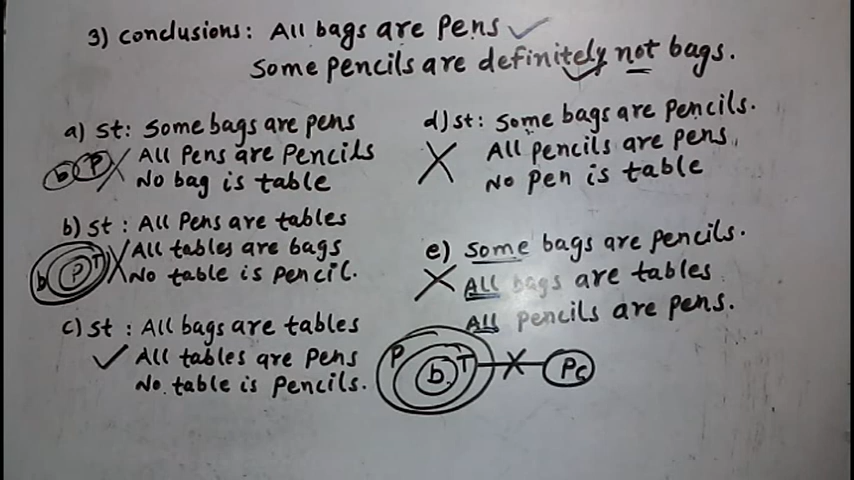 3) Conclusions: All bags are pens
Some pencils are definitely not bags.
a) St: Some bags are pens
All Pens are Pencils
No bag is table
b P
b) St: All Pens are tables
All tables are bags
No table is pencil.
b P T
c) St: All bags are tables
All tables are pens
No table is pencils.
d) St: Some bags are pencils.
All pencils are pens.
No pen is table
e) Some bags are pencils.
All bags are tables
All pencils are pens.
P b T Pc